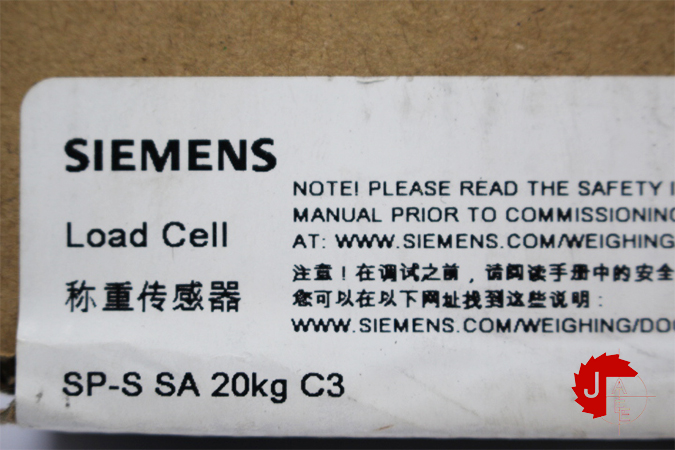 SIEMENS
Load Cell
称重传感器
SP-S SA 20kg C3
NOTE! PLEASE READ THE SAFETY
MANUAL PRIOR TO COMMISSIONING
AT: WWW.SIEMENS.COM/WEIGHING
注意！在调试之前，请阅读手册中的安全
您可以在以下网址找到这些说明：
WWW.SIEMENS.COM/WEIGHING/DO
J